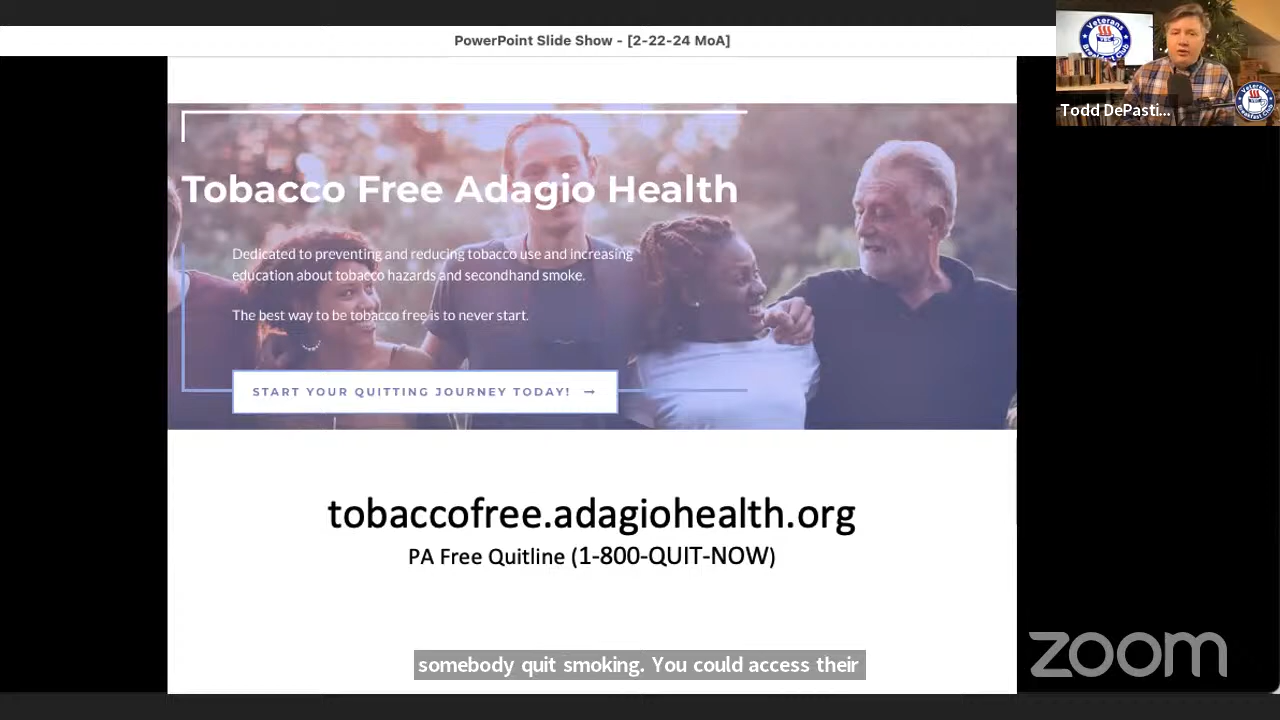 PowerPoint Slide Show - [2-22-24 MoA]
Veterans
Breakfast Club
Todd DePasti...
Tobacco Free Adagio Health
Dedicated to preventing and reducing tobacco use and increasing
education about tobacco hazards and secondhand smoke.
The best way to be tobacco free is to never start.
START YOUR QUITTING JOURNEY TODAY! →
tobaccofree.adagiohealth.org
PA Free Quitline (1-800-QUIT-NOW)
somebody quit smoking. You could access their
zoom